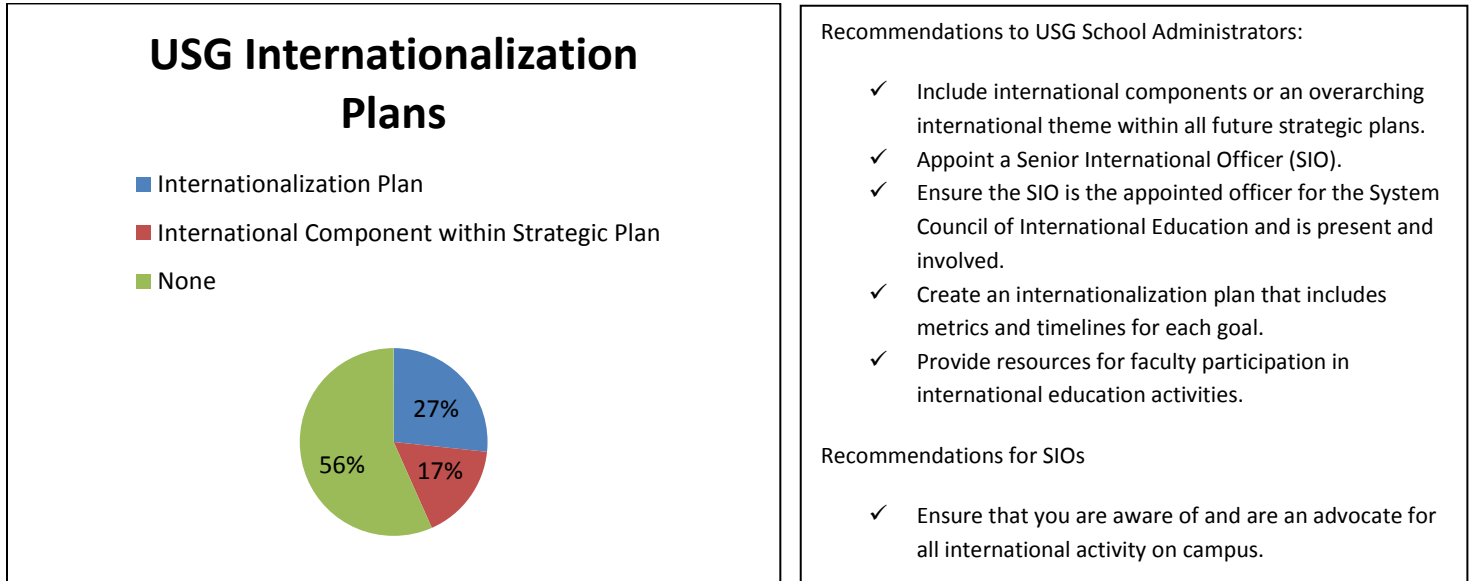 USG Internationalization
Plans
Internationalization Plan
International Component within Strategic Plan
None
27%
17%
56%
Recommendations to USG School Administrators:
✓ Include international components or an overarching
international theme within all future strategic plans.
✓ Appoint a Senior International Officer (SIO).
✓ Ensure the SIO is the appointed officer for the System
Council of International Education and is present and
involved.
✓ Create an internationalization plan that includes
metrics and timelines for each goal.
✓ Provide resources for faculty participation in
international education activities.
Recommendations for SIOs
✓ Ensure that you are aware of and are an advocate for
all international activity on campus.